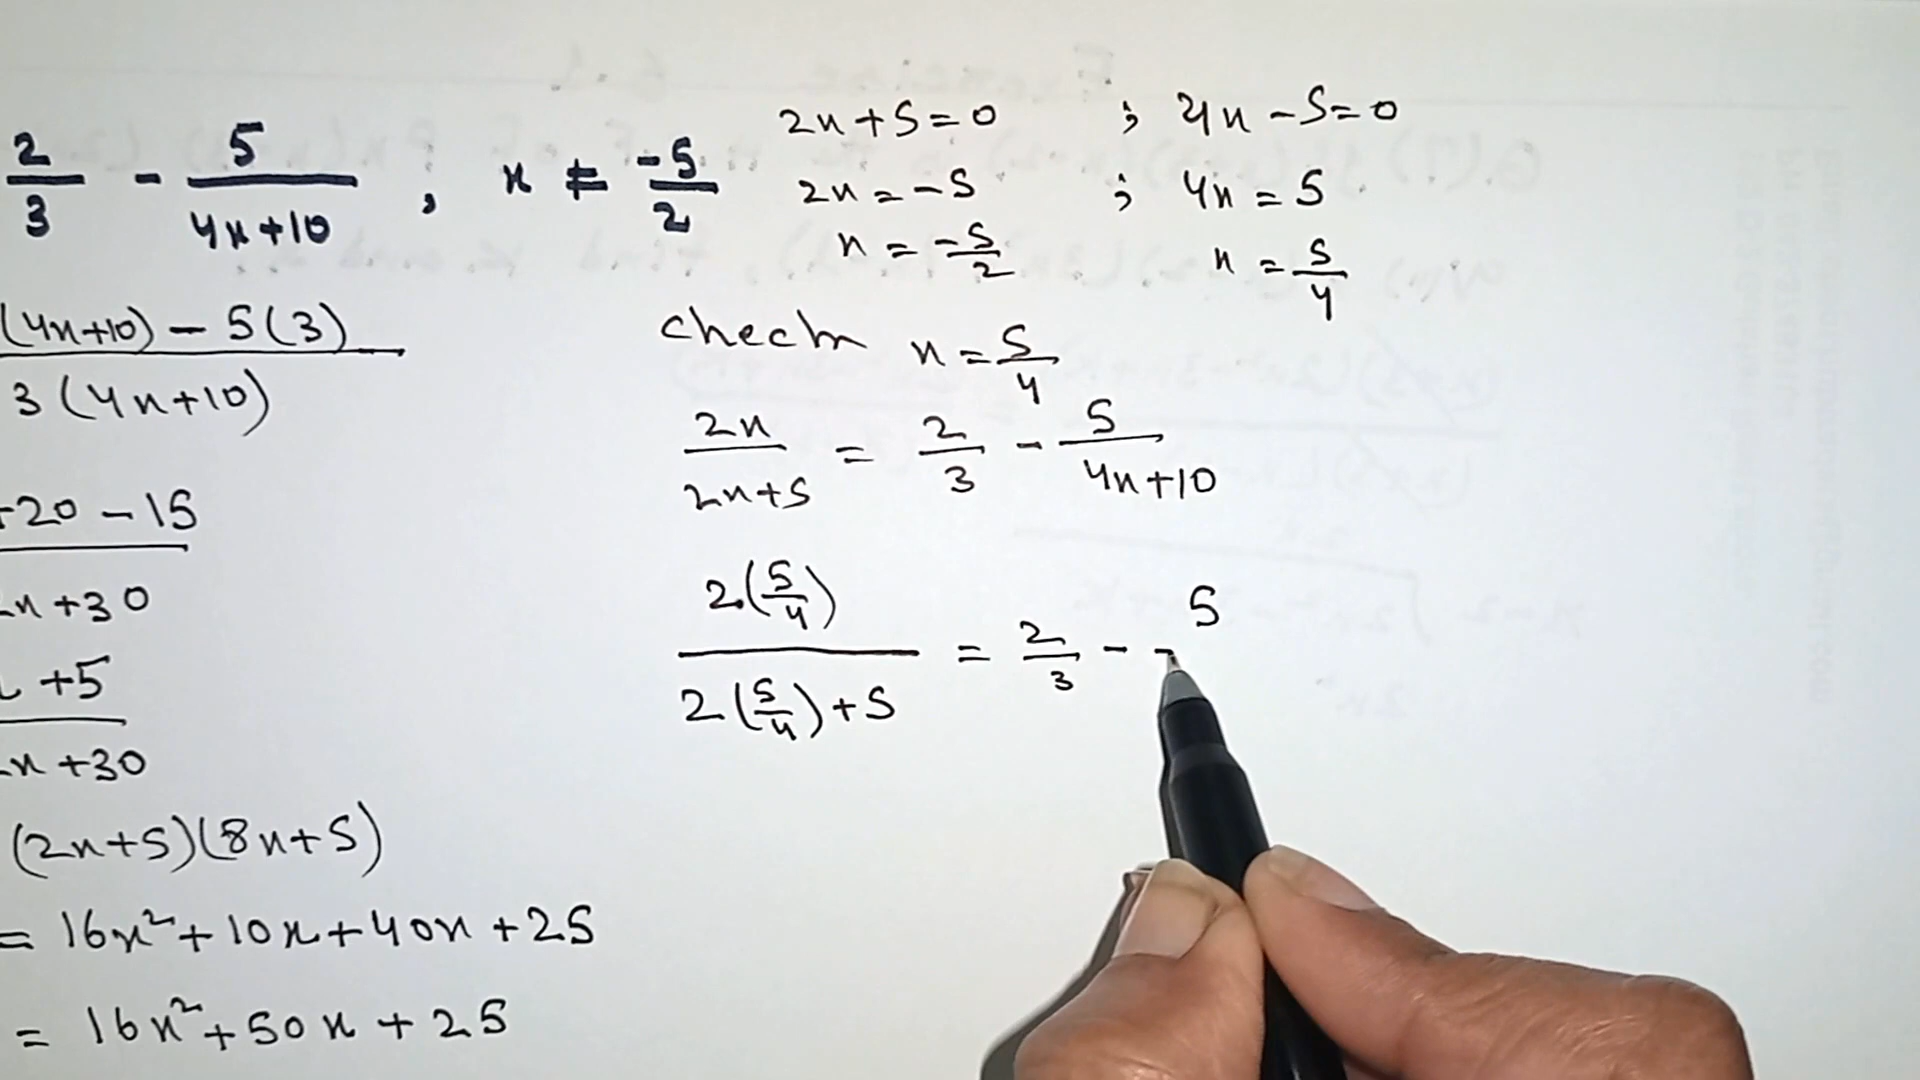 2/3 - 5/(4x+10) , x ≠ -5/2
(4x+10) - 5(3)
3(4x+10)
+20 - 15
x + 30
+5
x + 30
(2x+5)(8x+5)
= 16x² + 10x + 40x + 25
= 16x² + 50x + 25
2x + 5 = 0 ; 4x - 5 = 0
2x = -5 ; 4x = 5
x = -5/2 x = 5/4
Check x = 5/4
2x/(2x+5) = 2/3 - 5/(4x+10)
2(5/4)/(2(5/4)+5) = 2/3 - 5